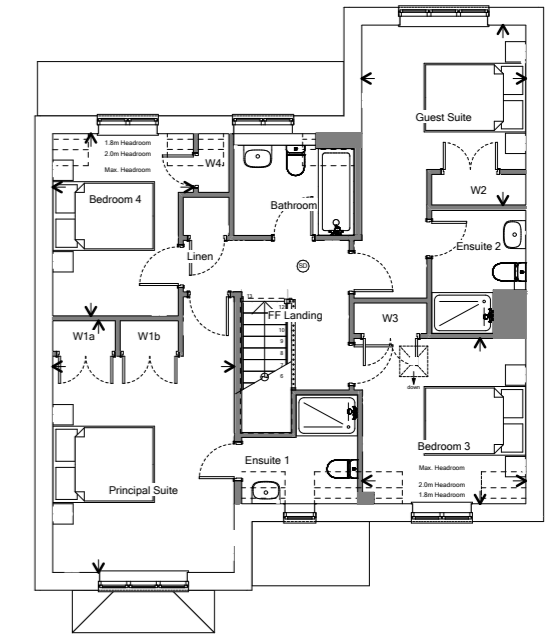 Guest Suite
1.8m Headroom
2.0m Headroom
Max. Headroom
W4
W2
Bedroom 4
Bathroom
Ensuite 2
Linen
SD
FF Landing
W3
W1a
W1b
down
Bedroom 3
Ensuite 1
Max. Headroom
2.0m Headroom
1.8m Headroom
Principal Suite